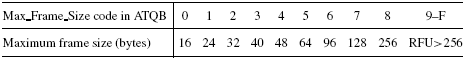 Max_Frame_Size code in ATQB 0 1 2 3 4 5 6 7 8 9–F
Maximum frame size (bytes) 16 24 32 40 48 64 96 128 256 RFU>256